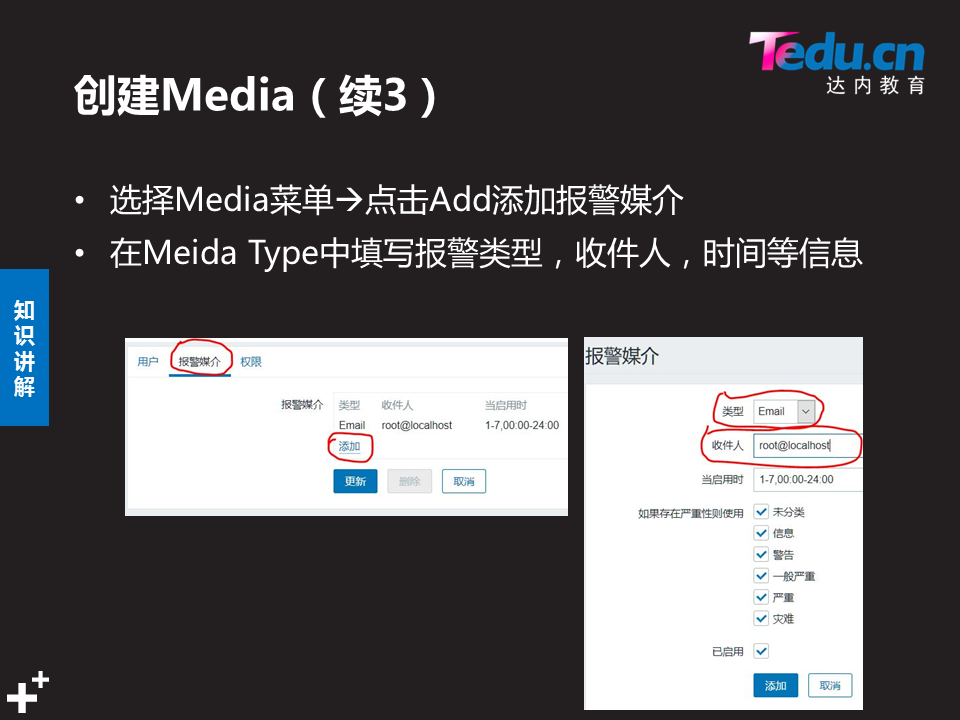 Tedu.cn
达内教育
创建Media（续3）
• 选择Media菜单→点击Add添加报警媒介
• 在Meida Type中填写报警类型，收件人，时间等信息
知识讲解
用户 报警媒介 权限
报警媒介 类型 收件人 当启用时
Email root@localhost 1-7,00:00-24:00
添加
更新 删除 取消
报警媒介
类型 Email
收件人 root@localhost
当启用时 1-7,00:00-24:00
如果存在严重性则使用 未分类
信息
警告
一般严重
严重
灾难
已启用
添加 取消